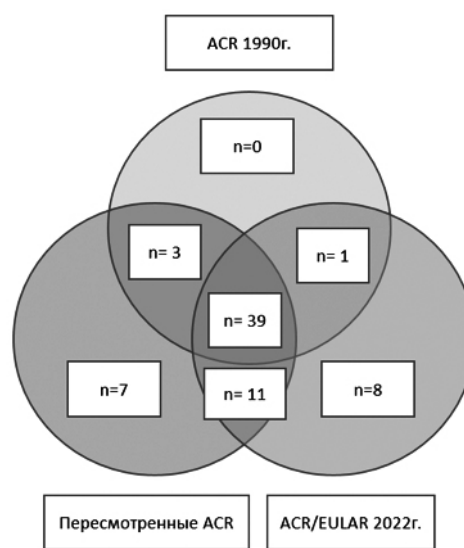 ACR 1990г.
n=0
n= 3
n= 1
n= 39
n=7
n= 11
n=8
Пересмотренные ACR
ACR/EULAR 2022г.